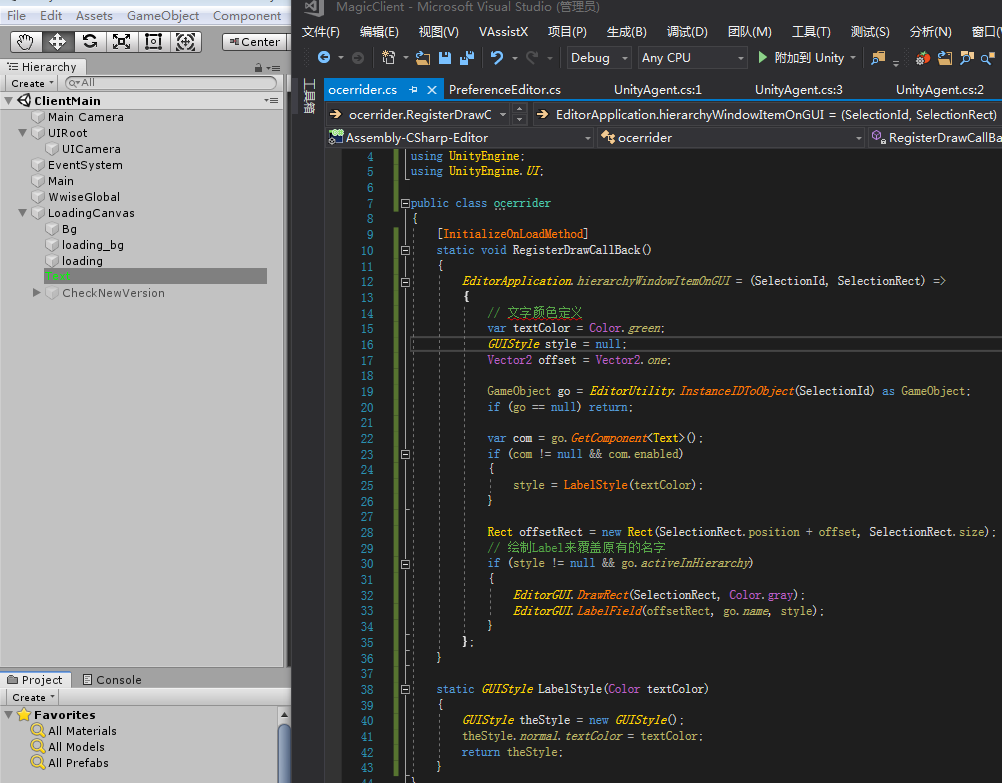 File Edit Assets GameObject Component
Center
Hierarchy
Create All
ClientMain
Main Camera
UIRoot
UICamera
EventSystem
Main
WwiseGlobal
LoadingCanvas
Bg
loading_bg
loading
Text
CheckNewVersion
Project Console
Create
Favorites
All Materials
All Models
All Prefabs
MagicClient - Microsoft Visual Studio (管理员)
文件(F) 编辑(E) 视图(V) VAssistX 项目(P) 生成(B) 调试(D) 团队(M) 工具(T) 测试(S) 分析(N) 窗口(
Debug Any CPU 附加到 Unity
工具箱
ocerrider.cs PreferenceEditor.cs UnityAgent.cs:1 UnityAgent.cs:3 UnityAgent.cs:2
ocerrider.RegisterDrawC EditorApplication.hierarchyWindowItemOnGUI = (SelectionId, SelectionRect)
Assembly-CSharp-Editor ocerrider RegisterDrawCallBa
4 using UnityEngine;
5 using UnityEngine.UI;
6
7 public class ocerrider
8 {
9 [InitializeOnLoadMethod]
10 static void RegisterDrawCallBack()
11 {
12 EditorApplication.hierarchyWindowItemOnGUI = (SelectionId, SelectionRect) =>
13 {
14 // 文字颜色定义
15 var textColor = Color.green;
16 GUIStyle style = null;
17 Vector2 offset = Vector2.one;
18
19 GameObject go = EditorUtility.InstanceIDToObject(SelectionId) as GameObject;
20 if (go == null) return;
21
22 var com = go.GetComponent<Text>();
23 if (com != null && com.enabled)
24 {
25 style = LabelStyle(textColor);
26 }
27
28 Rect offsetRect = new Rect(SelectionRect.position + offset, SelectionRect.size);
29 // 绘制Label来覆盖原有的名字
30 if (style != null && go.activeInHierarchy)
31 {
32 EditorGUI.DrawRect(SelectionRect, Color.gray);
33 EditorGUI.LabelField(offsetRect, go.name, style);
34 }
35 };
36 }
37
38 static GUIStyle LabelStyle(Color textColor)
39 {
40 GUIStyle theStyle = new GUIStyle();
41 theStyle.normal.textColor = textColor;
42 return theStyle;
43 }